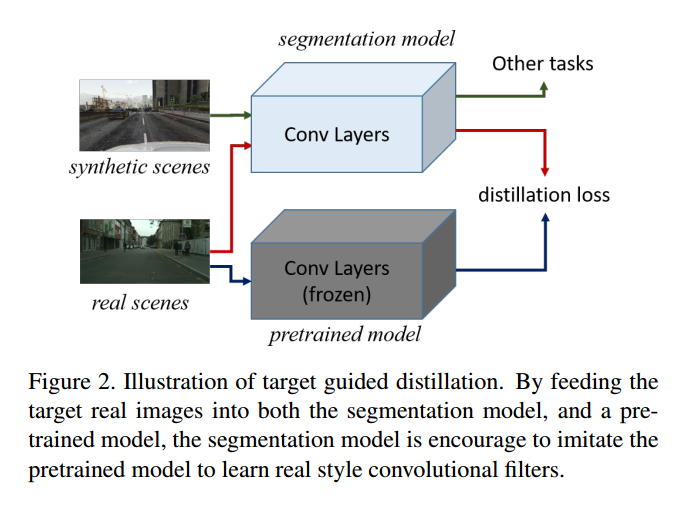 segmentation model
Other tasks
Conv Layers
synthetic scenes
distillation loss
Conv Layers
(frozen)
real scenes
pretrained model
Figure 2. Illustration of target guided distillation. By feeding the
target real images into both the segmentation model, and a pre-
trained model, the segmentation model is encourage to imitate the
pretrained model to learn real style convolutional filters.